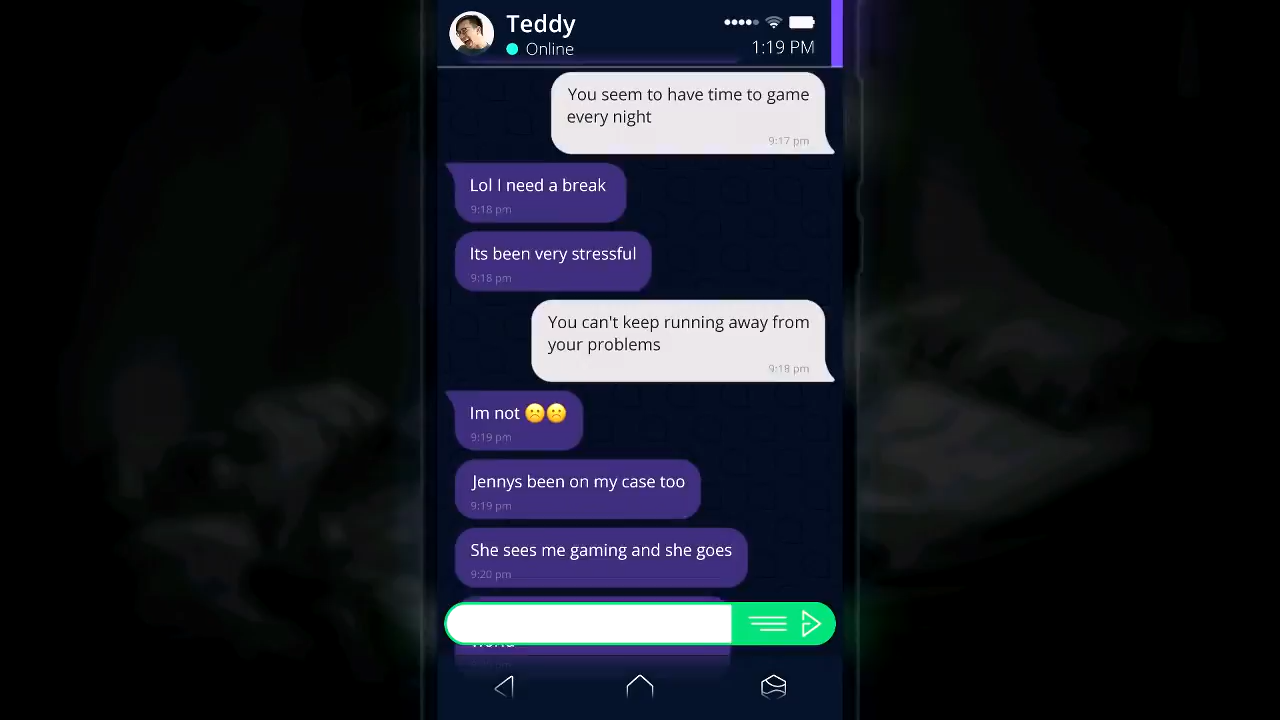 Teddy
Online
1:19 PM
You seem to have time to game
every night
9:17 pm
Lol I need a break
9:18 pm
Its been very stressful
9:18 pm
You can't keep running away from
your problems
9:18 pm
Im not ☹️☹️
9:19 pm
Jennys been on my case too
9:19 pm
She sees me gaming and she goes
9:20 pm